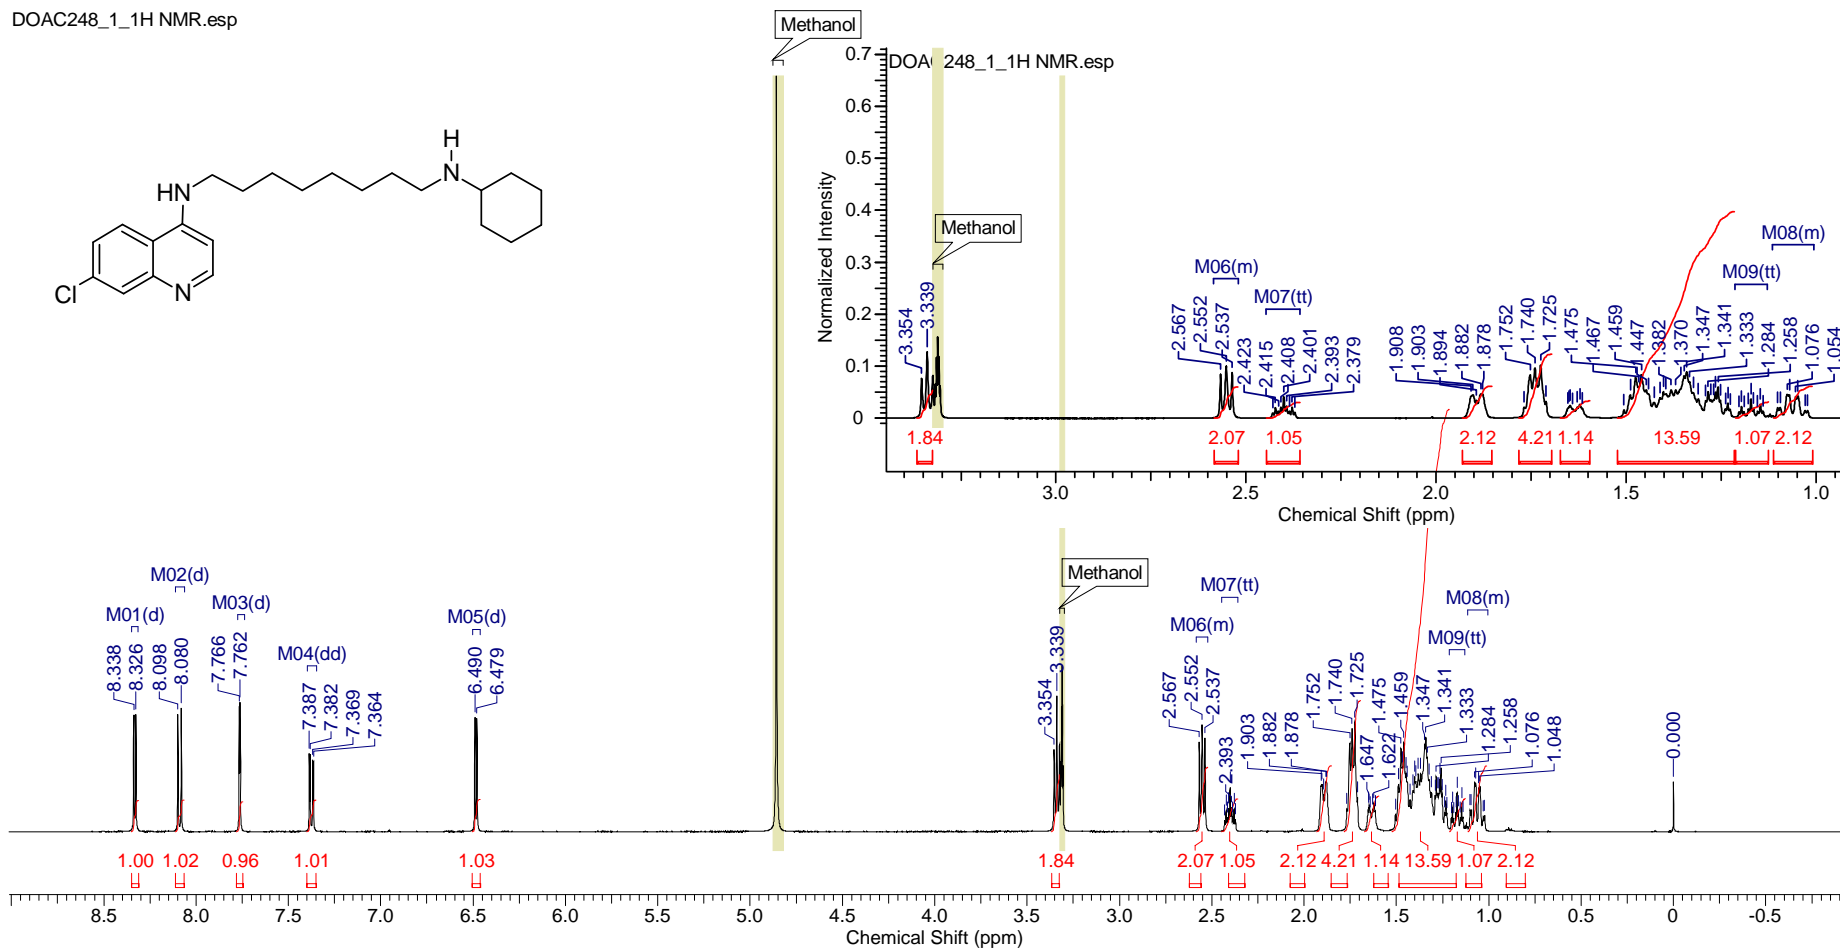 DOAC248_1_1H NMR.esp
Methanol
DOAC248_1_1H NMR.esp
Normalized Intensity
0.7
0.6
0.5
0.4
0.3
0.2
0.1
0
Methanol
M06(m)
M07(tt)
M08(m)
M09(tt)
3.354
3.339
2.567
2.552
2.537
2.423
2.415
2.408
2.401
2.393
2.379
1.908
1.903
1.894
1.882
1.878
1.752
1.740
1.725
1.475
1.467
1.459
1.447
1.382
1.370
1.347
1.341
1.333
1.284
1.258
1.076
1.054
1.84 2.07 1.05 2.12 4.21 1.14 13.59 1.07 2.12
3.0 2.5 2.0 1.5 1.0
Chemical Shift (ppm)
H
N
HN
N
Cl
Methanol
M01(d)
M02(d)
M03(d)
M04(dd)
M05(d)
M06(m)
M07(tt)
M08(m)
M09(tt)
8.338
8.326
8.098
8.080
7.766
7.762
7.387
7.382
7.369
7.364
6.490
6.479
3.354
3.339
2.567
2.552
2.537
2.393
1.903
1.882
1.878
1.752
1.740
1.725
1.647
1.622
1.475
1.459
1.347
1.341
1.333
1.284
1.258
1.076
1.048
0.000
1.00 1.02 0.96 1.01 1.03 1.84 2.07 1.05 2.12 4.21 1.14 13.59 1.07 2.12
8.5 8.0 7.5 7.0 6.5 6.0 5.5 5.0 4.5 4.0 3.5 3.0 2.5 2.0 1.5 1.0 0.5 0 -0.5
Chemical Shift (ppm)